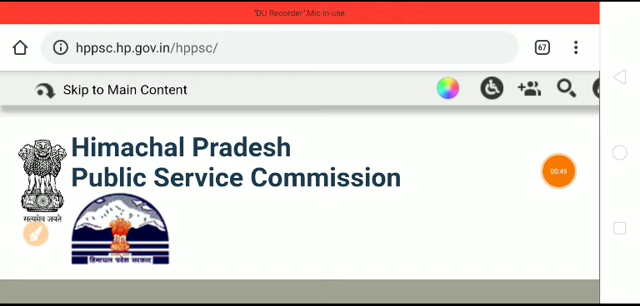 "DU Recorder".Mic in use
hppsc.hp.gov.in/hppsc/
67
Skip to Main Content
Himachal Pradesh
Public Service Commission
00:49
सत्यमेव जयते
हिमाचल प्रदेश सरकार